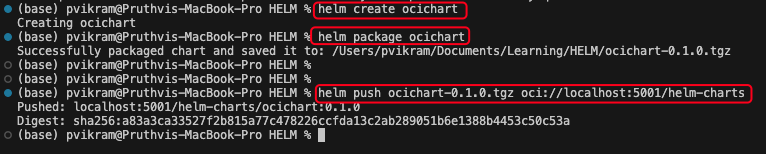 (base) pvikram@Pruthvis-MacBook-Pro HELM % helm create ocichart
Creating ocichart
(base) pvikram@Pruthvis-MacBook-Pro HELM % helm package ocichart
Successfully packaged chart and saved it to: /Users/pvikram/Documents/Learning/HELM/ocichart-0.1.0.tgz
(base) pvikram@Pruthvis-MacBook-Pro HELM %
(base) pvikram@Pruthvis-MacBook-Pro HELM %
(base) pvikram@Pruthvis-MacBook-Pro HELM % helm push ocichart-0.1.0.tgz oci://localhost:5001/helm-charts
Pushed: localhost:5001/helm-charts/ocichart:0.1.0
Digest: sha256:a83a3ca33527f2b815a77c478226ccfda13c2ab289051b6e1388b4453c50c53a
(base) pvikram@Pruthvis-MacBook-Pro HELM %